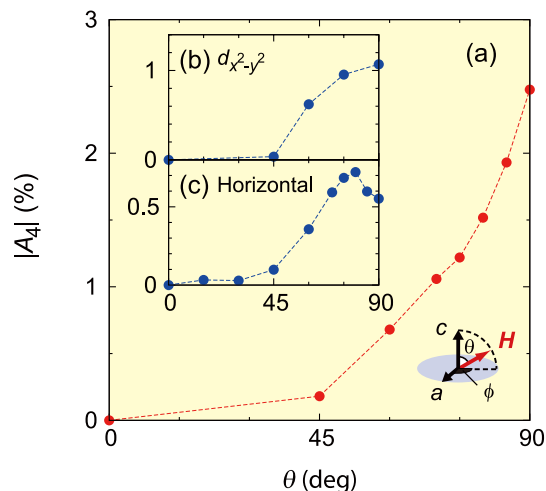 3
(a)
(b) dx²-y²
1
0
(c) Horizontal
0.5
0
0 45 90
2
1
0
|A4| (%)
c
θ
H
a
ϕ
0 45 90
θ (deg)